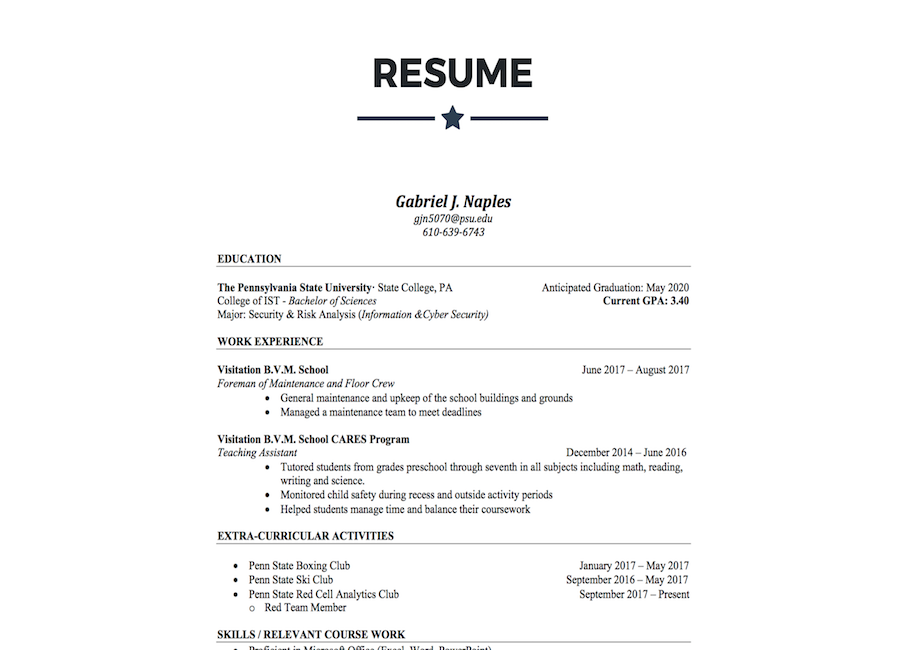 RESUME
Gabriel J. Naples
gjn5070@psu.edu
610-639-6743
EDUCATION
The Pennsylvania State University· State College, PA Anticipated Graduation: May 2020
College of IST - Bachelor of Sciences Current GPA: 3.40
Major: Security & Risk Analysis (Information &Cyber Security)
WORK EXPERIENCE
Visitation B.V.M. School June 2017 – August 2017
Foreman of Maintenance and Floor Crew
• General maintenance and upkeep of the school buildings and grounds
• Managed a maintenance team to meet deadlines
Visitation B.V.M. School CARES Program
Teaching Assistant December 2014 – June 2016
• Tutored students from grades preschool through seventh in all subjects including math, reading,
writing and science.
• Monitored child safety during recess and outside activity periods
• Helped students manage time and balance their coursework
EXTRA-CURRICULAR ACTIVITIES
• Penn State Boxing Club January 2017 – May 2017
• Penn State Ski Club September 2016 – May 2017
• Penn State Red Cell Analytics Club September 2017 – Present
o Red Team Member
SKILLS / RELEVANT COURSE WORK
• Proficient in Microsoft Office (Excel, Word, PowerPoint)